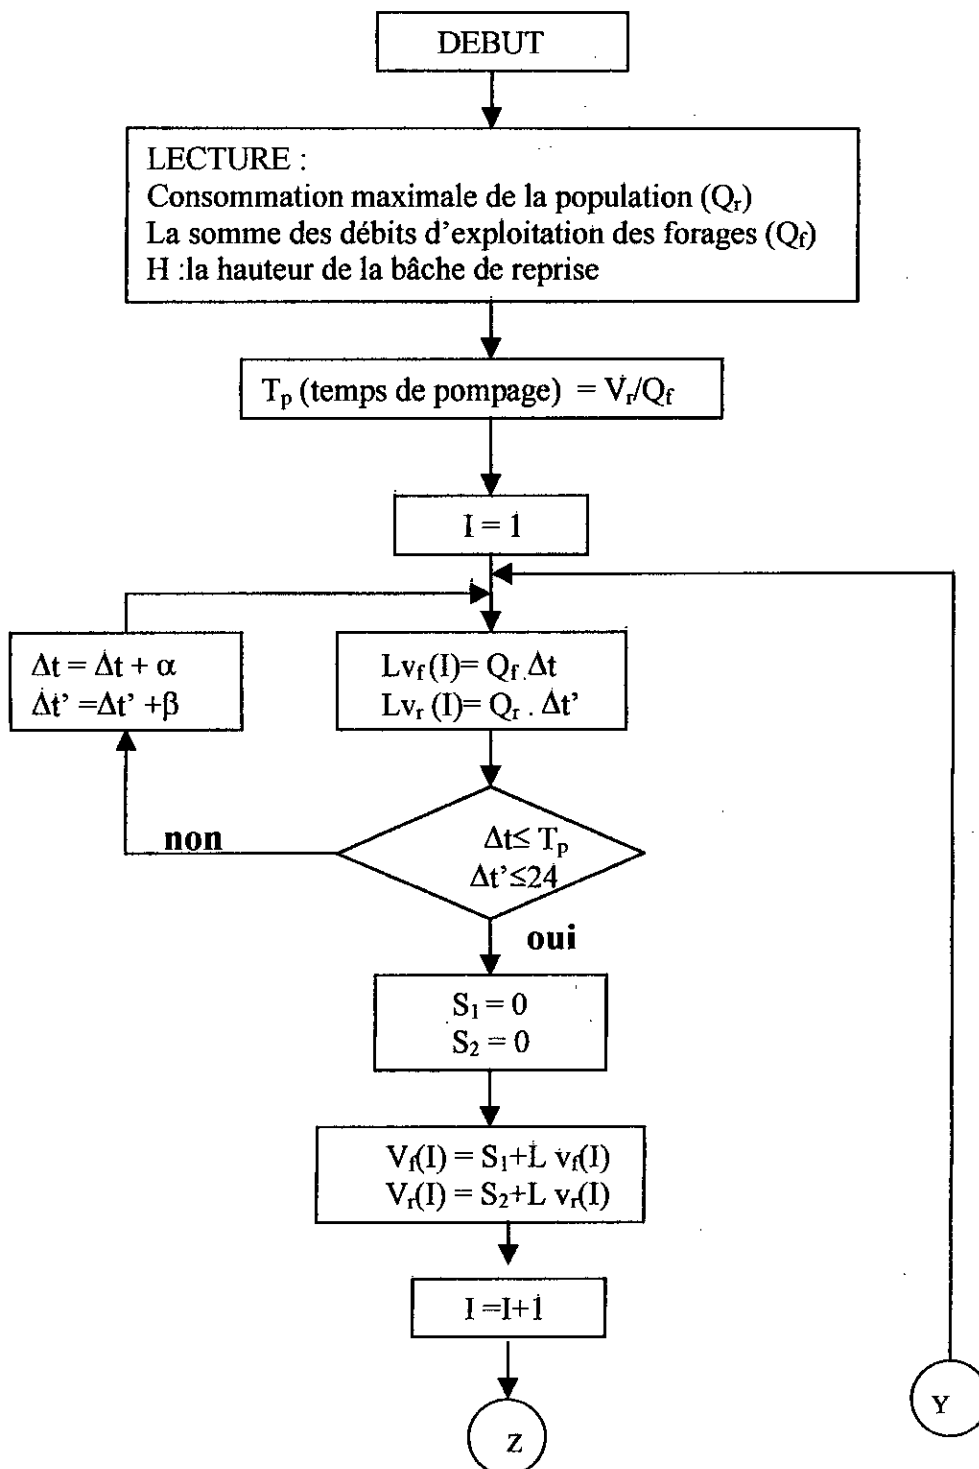 DEBUT
LECTURE :
Consommation maximale de la population (Qr)
La somme des débits d'exploitation des forages (Qf)
H :la hauteur de la bâche de reprise
Tp (temps de pompage) = Vr/Qf
I = 1
Δt = Δt + α
Δt' =Δt' +β
Lvf (I)= Qf .Δt
Lvr (I)= Qr . Δt'
non
Δt≤ Tp
Δt'≤24
oui
S1 = 0
S2 = 0
Vf(I) = S1+L vf(I)
Vr(I) = S2+L vr(I)
I =I+1
Y
Z